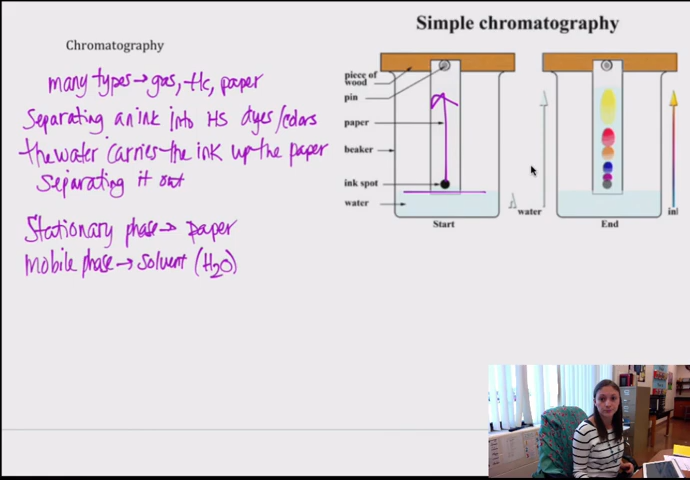 Chromatography
many types → gas, tlc, paper
Separating an ink into its dyes/colors
the water carries the ink up the paper
separating it out
Stationary phase → paper
Mobile phase → solvent (H2O)
Simple chromatography
piece of
wood
pin
paper
beaker
ink spot
water
Start
water
End
in